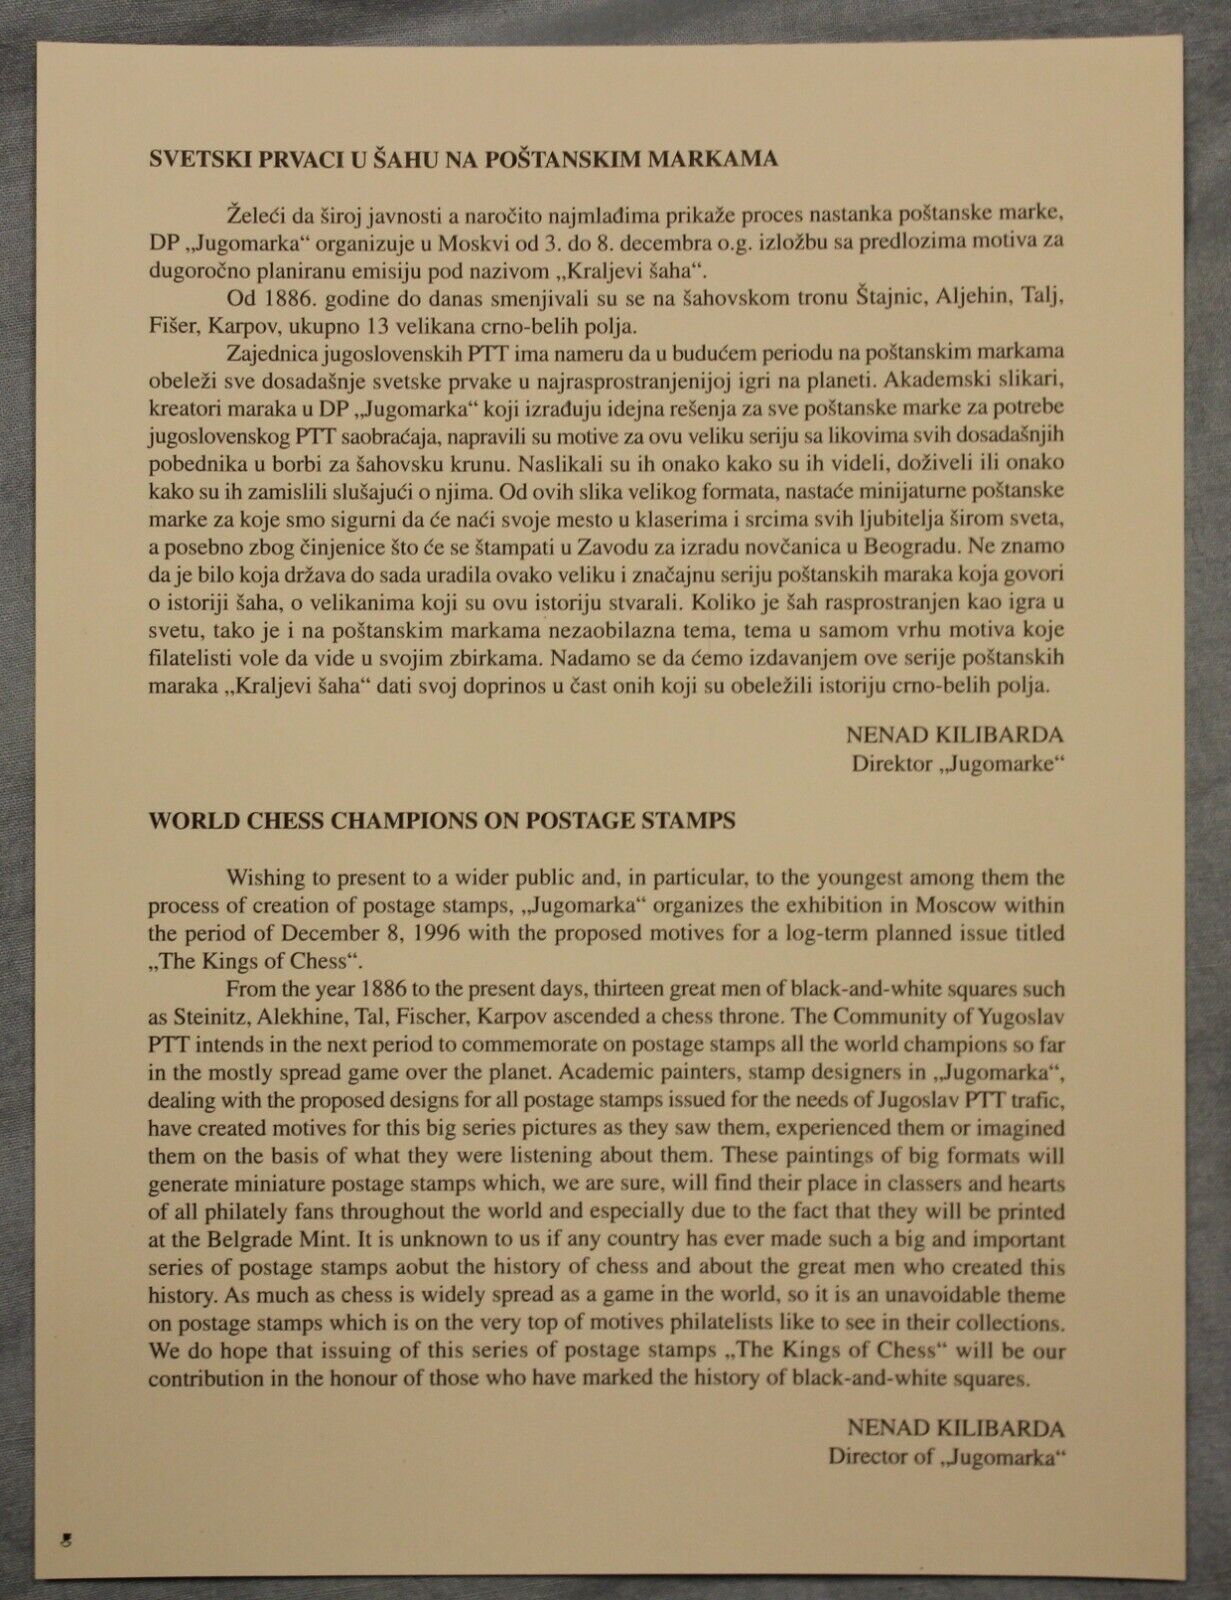 SVETSKI PRVACI U ŠAHU NA POŠTANSKIM MARKAMA
Želeći da široj javnosti a naročito najmlađima prikaže proces nastanka poštanske marke,
DP „Jugomarka“ organizuje u Moskvi od 3. do 8. decembra o.g. izložbu sa predlozima motiva za
dugoročno planiranu emisiju pod nazivom „Kraljevi šaha“.
Od 1886. godine do danas smenjivali su se na šahovskom tronu Štajnic, Aljehin, Talj,
Fišer, Karpov, ukupno 13 velikana crno-belih polja.
Zajednica jugoslovenskih PTT ima nameru da u budućem periodu na poštanskim markama
obeleži sve dosadašnje svetske prvake u najrasprostranjenijoj igri na planeti. Akademski slikari,
kreatori maraka u DP „Jugomarka“ koji izrađuju idejna rešenja za sve poštanske marke za potrebe
jugoslovenskog PTT saobraćaja, napravili su motive za ovu veliku seriju sa likovima svih dosadašnjih
pobednika u borbi za šahovsku krunu. Naslikali su ih onako kako su ih videli, doživeli ili onako
kako su ih zamislili slušajući o njima. Od ovih slika velikog formata, nastaće minijaturne poštanske
marke za koje smo sigurni da će naći svoje mesto u klaserima i srcima svih ljubitelja širom sveta,
a posebno zbog činjenice što će se štampati u Zavodu za izradu novčanica u Beogradu. Ne znamo
da je bilo koja država do sada uradila ovako veliku i značajnu seriju poštanskih maraka koja govori
o istoriji šaha, o velikanima koji su ovu istoriju stvarali. Koliko je šah rasprostranjen kao igra u
svetu, tako je i na poštanskim markama nezaobilazna tema, tema u samom vrhu motiva koje
filatelisti vole da vide u svojim zbirkama. Nadamo se da ćemo izdavanjem ove serije poštanskih
maraka „Kraljevi šaha“ dati svoj doprinos u čast onih koji su obeležili istoriju crno-belih polja.
NENAD KILIBARDA
Direktor „Jugomarke“
WORLD CHESS CHAMPIONS ON POSTAGE STAMPS
Wishing to present to a wider public and, in particular, to the youngest among them the
process of creation of postage stamps, „Jugomarka“ organizes the exhibition in Moscow within
the period of December 8, 1996 with the proposed motives for a log-term planned issue titled
„The Kings of Chess“.
From the year 1886 to the present days, thirteen great men of black-and-white squares such
as Steinitz, Alekhine, Tal, Fischer, Karpov ascended a chess throne. The Community of Yugoslav
PTT intends in the next period to commemorate on postage stamps all the world champions so far
in the mostly spread game over the planet. Academic painters, stamp designers in „Jugomarka“,
dealing with the proposed designs for all postage stamps issued for the needs of Jugoslav PTT trafic,
have created motives for this big series pictures as they saw them, experienced them or imagined
them on the basis of what they were listening about them. These paintings of big formats will
generate miniature postage stamps which, we are sure, will find their place in classers and hearts
of all philately fans throughout the world and especially due to the fact that they will be printed
at the Belgrade Mint. It is unknown to us if any country has ever made such a big and important
series of postage stamps aobut the history of chess and about the great men who created this
history. As much as chess is widely spread as a game in the world, so it is an unavoidable theme
on postage stamps which is on the very top of motives philatelists like to see in their collections.
We do hope that issuing of this series of postage stamps „The Kings of Chess“ will be our
contribution in the honour of those who have marked the history of black-and-white squares.
NENAD KILIBARDA
Director of „Jugomarka“